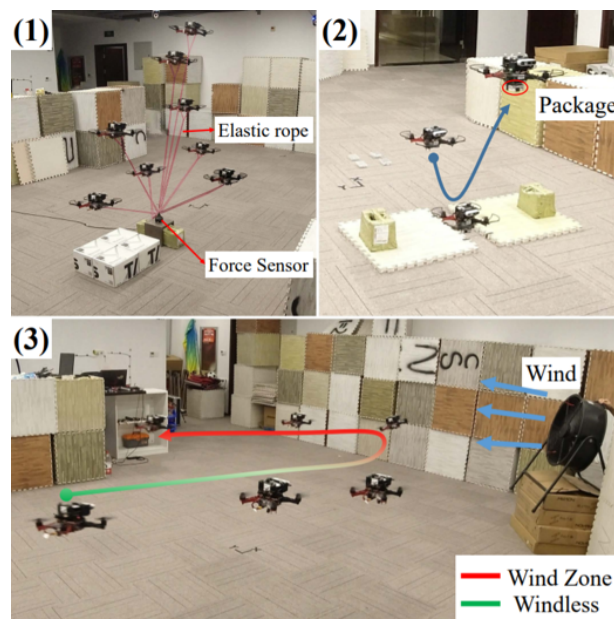 (1)
Elastic rope
Force Sensor
S
S
T/
T/
(2)
Package
(3)
N
S
Wind
Wind Zone
Windless